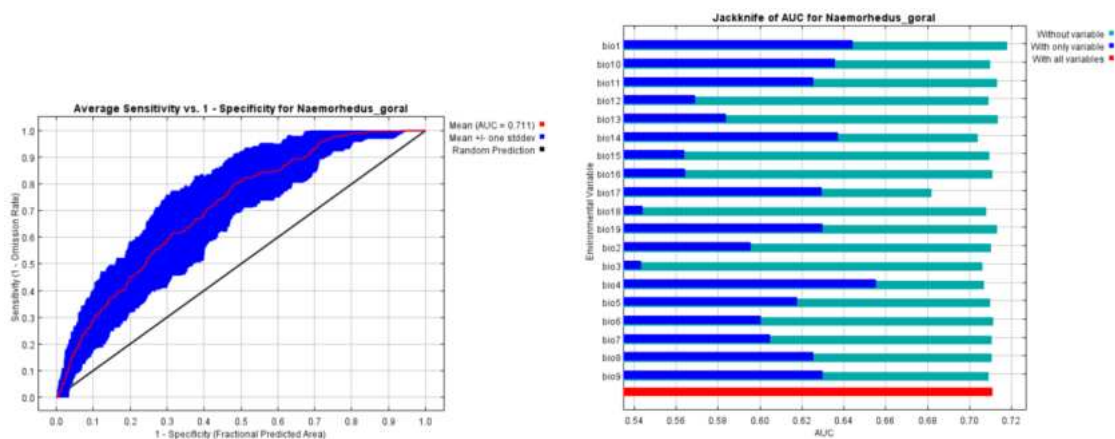 Average Sensitivity vs. 1 - Specificity for Naemorhedus_goral
Mean (AUC = 0.711)
Mean +/- one stddev
Random Prediction
Sensitivity (1 - Omission Rate)
1.0
0.9
0.8
0.7
0.6
0.5
0.4
0.3
0.2
0.1
0.0
0.0 0.1 0.2 0.3 0.4 0.5 0.6 0.7 0.8 0.9 1.0
1 - Specificity (Fractional Predicted Area)
Jackknife of AUC for Naemorhedus_goral
Without variable
With only variable
With all variables
Environmental Variable
bio1
bio10
bio11
bio12
bio13
bio14
bio15
bio16
bio17
bio18
bio19
bio2
bio3
bio4
bio5
bio6
bio7
bio8
bio9
0.54 0.56 0.58 0.60 0.62 0.64 0.66 0.68 0.70 0.72
AUC